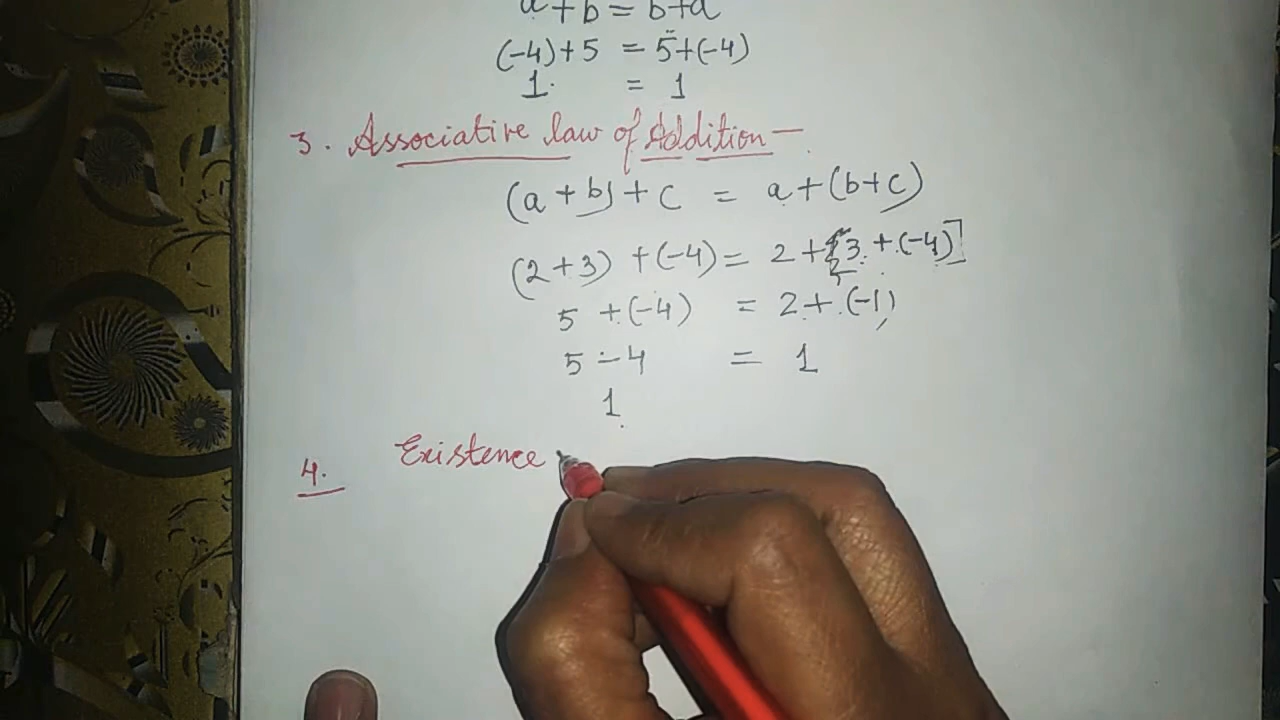 a + b = b + a
(-4) + 5 = 5 + (-4)
1 = 1
3. Associative law of Addition —
(a + b) + c = a + (b + c)
(2 + 3) + (-4) = 2 + [3 + (-4)]
5 + (-4) = 2 + (-1)
5 - 4 = 1
1
4. Existence